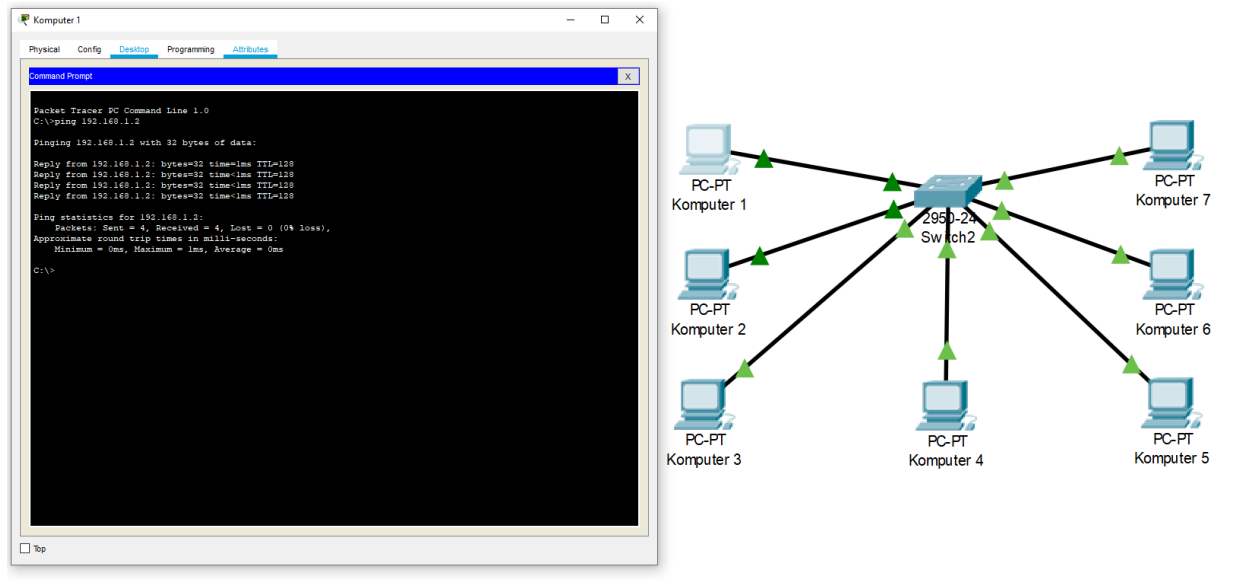 Komputer 1
Physical Config Desktop Programming Attributes
Command Prompt
X
Packet Tracer PC Command Line 1.0
C:\>ping 192.168.1.2
Pinging 192.168.1.2 with 32 bytes of data:
Reply from 192.168.1.2: bytes=32 time=1ms TTL=128
Reply from 192.168.1.2: bytes=32 time<1ms TTL=128
Reply from 192.168.1.2: bytes=32 time<1ms TTL=128
Reply from 192.168.1.2: bytes=32 time<1ms TTL=128
Ping statistics for 192.168.1.2:
Packets: Sent = 4, Received = 4, Lost = 0 (0% loss),
Approximate round trip times in milli-seconds:
Minimum = 0ms, Maximum = 1ms, Average = 0ms
C:\>
Top
PC-PT
Komputer 1
PC-PT
Komputer 2
PC-PT
Komputer 3
PC-PT
Komputer 4
PC-PT
Komputer 5
PC-PT
Komputer 6
PC-PT
Komputer 7
2950-24
Switch2